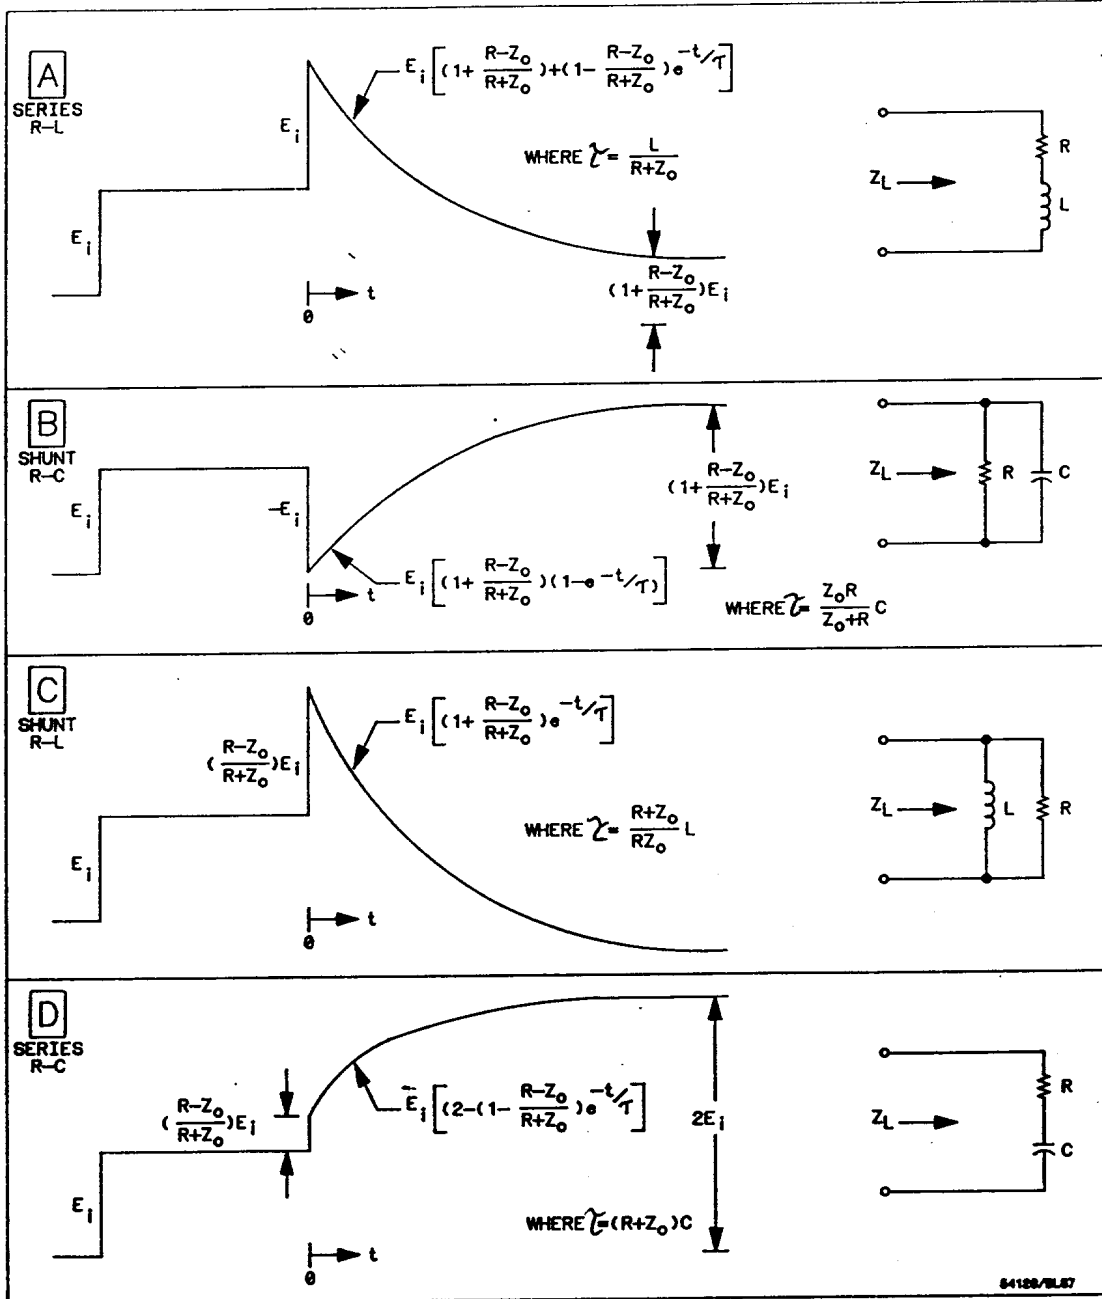 A
SERIES
R-L
E_i
E_i
E_i[(1+ (R-Z_o)/(R+Z_o))+(1- (R-Z_o)/(R+Z_o))e^-t/τ]
WHERE τ= L/(R+Z_o)
(1+(R-Z_o)/(R+Z_o))E_i
0
t
Z_L
R
L
B
SHUNT
R-C
E_i
-E_i
E_i[(1+ (R-Z_o)/(R+Z_o))(1-e^-t/τ)]
(1+(R-Z_o)/(R+Z_o))E_i
WHERE τ= (Z_oR)/(Z_o+R) C
0
t
Z_L
R
C
C
SHUNT
R-L
E_i
((R-Z_o)/(R+Z_o))E_i
E_i[(1+ (R-Z_o)/(R+Z_o))e^-t/τ]
WHERE τ= (R+Z_o)/(RZ_o) L
0
t
Z_L
L
R
D
SERIES
R-C
E_i
((R-Z_o)/(R+Z_o))E_i
E_i[(2-(1- (R-Z_o)/(R+Z_o))e^-t/τ]
2E_i
WHERE τ=(R+Z_o)C
0
t
Z_L
R
C